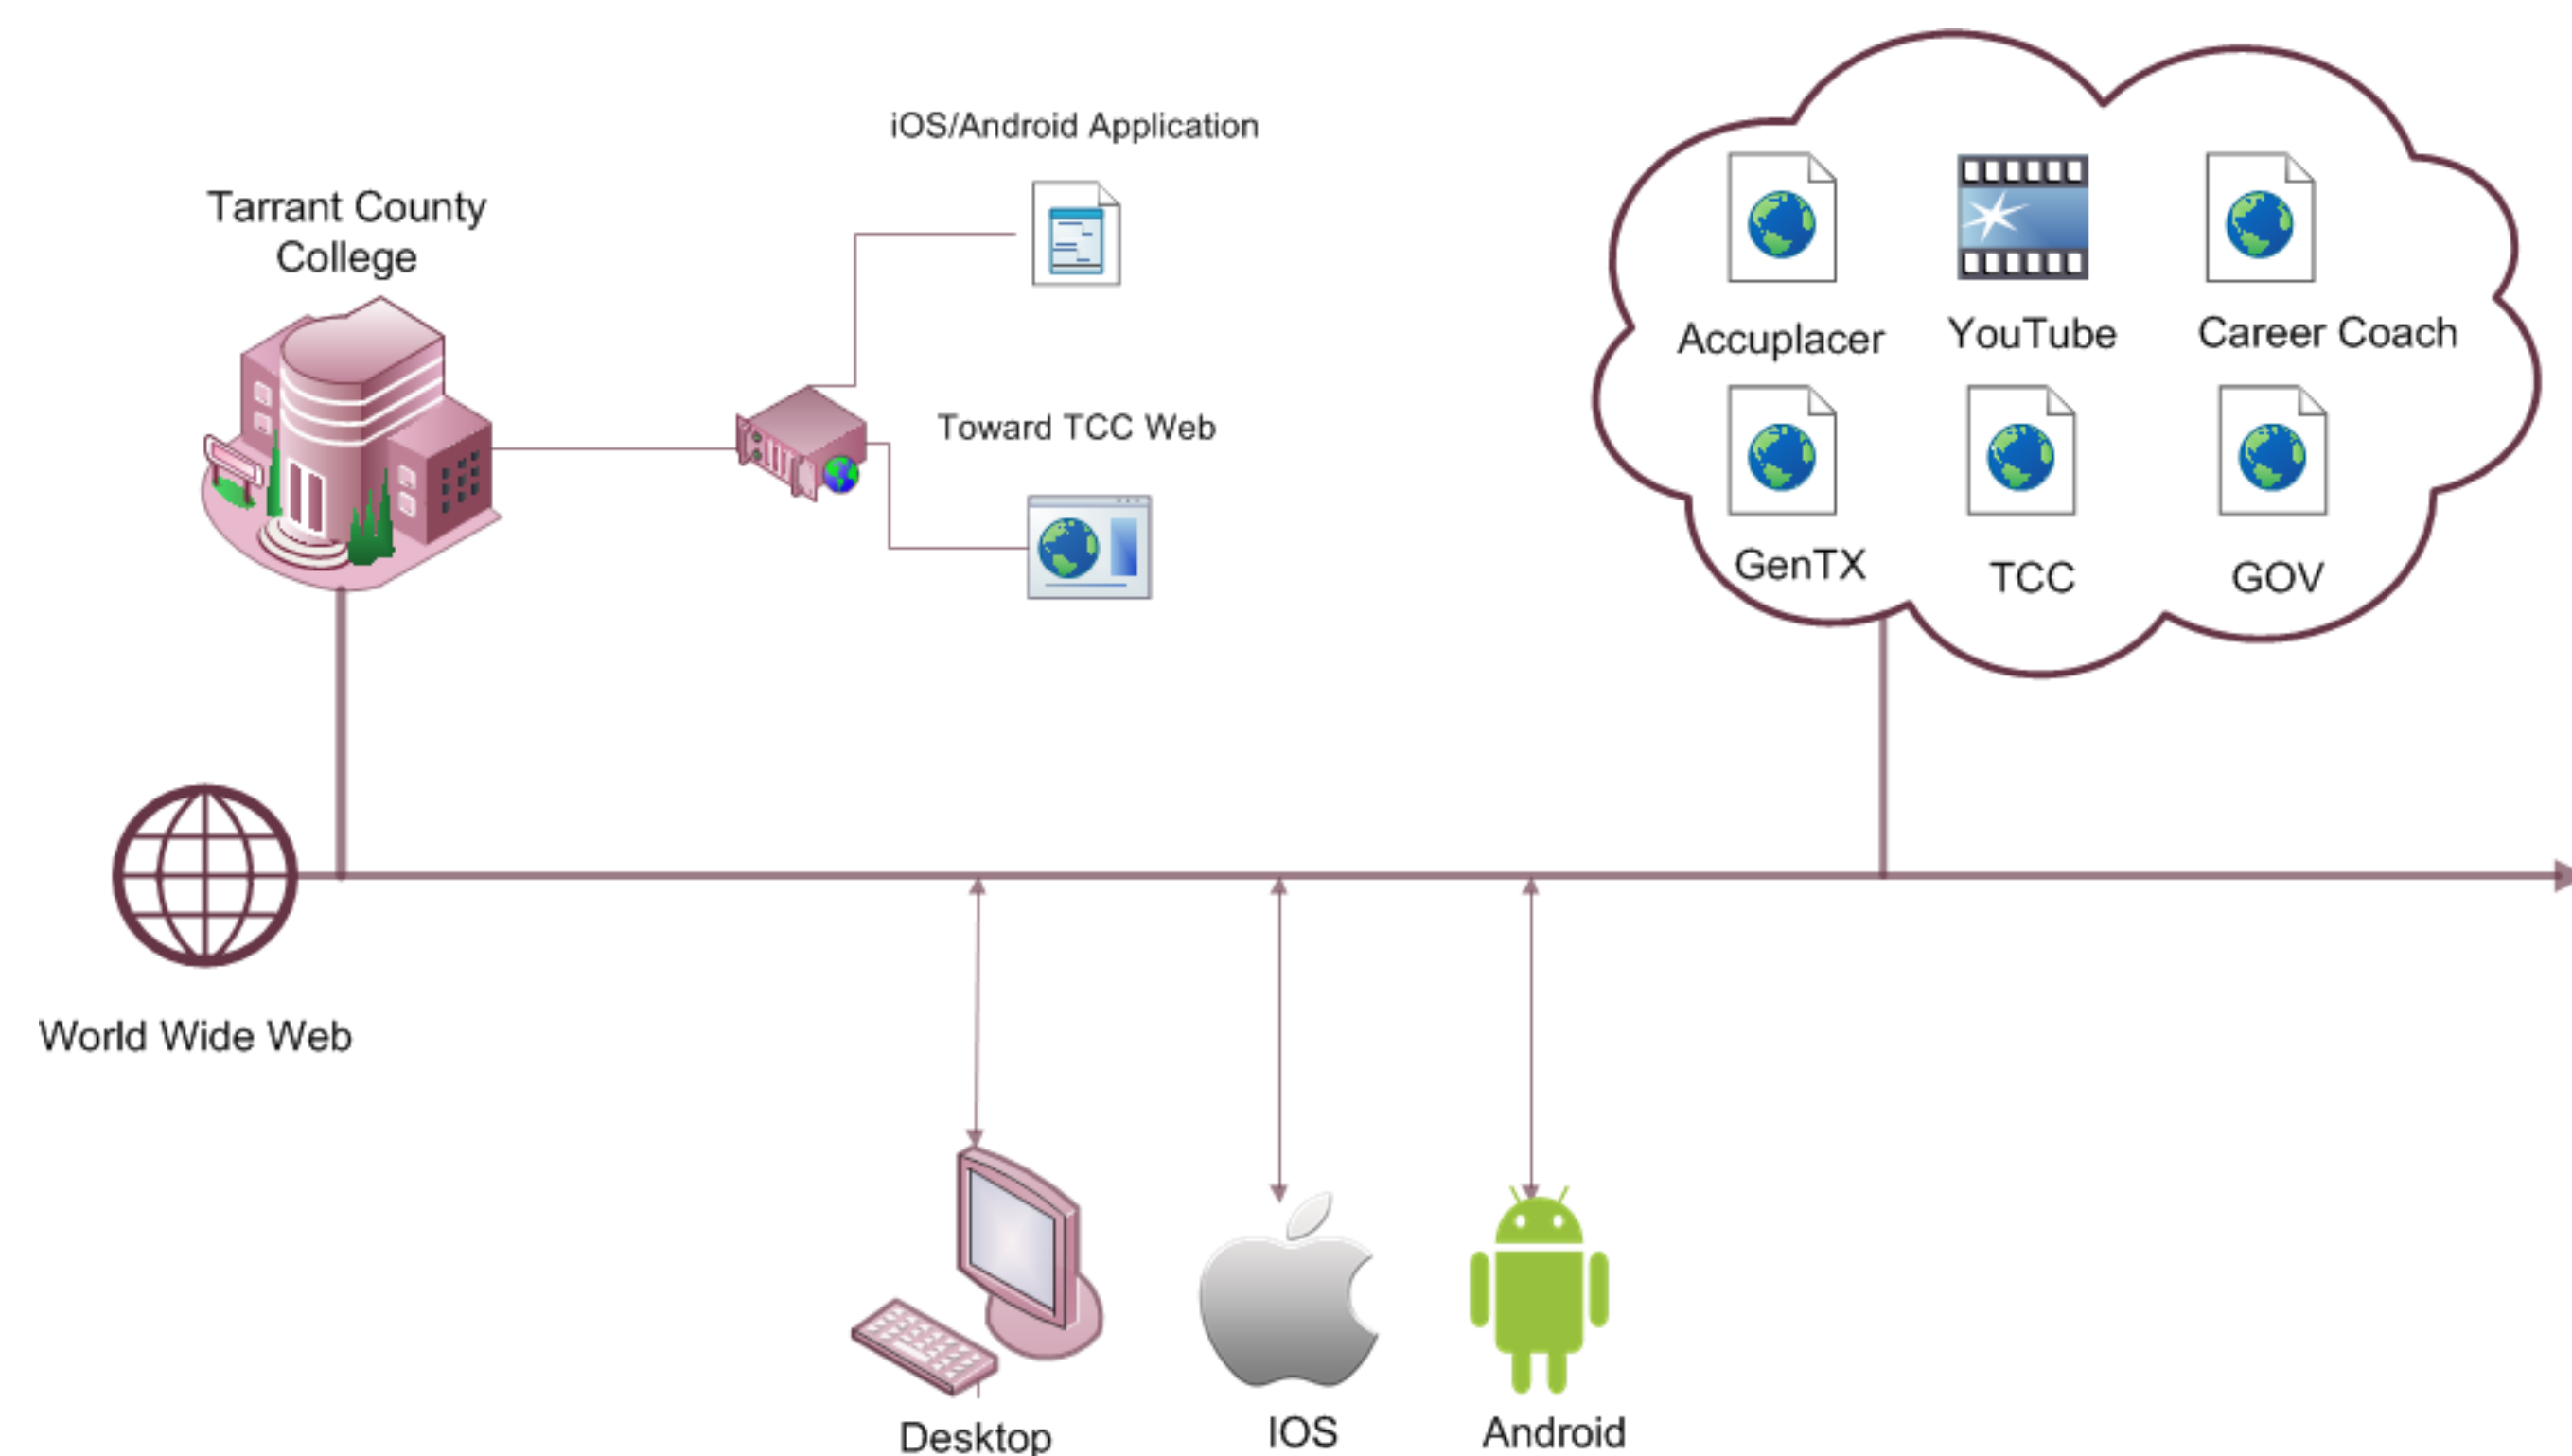 iOS/Android Application
Tarrant County
College
Toward TCC Web
Accuplacer
YouTube
Career Coach
GenTX
TCC
GOV
World Wide Web
Desktop
IOS
Android